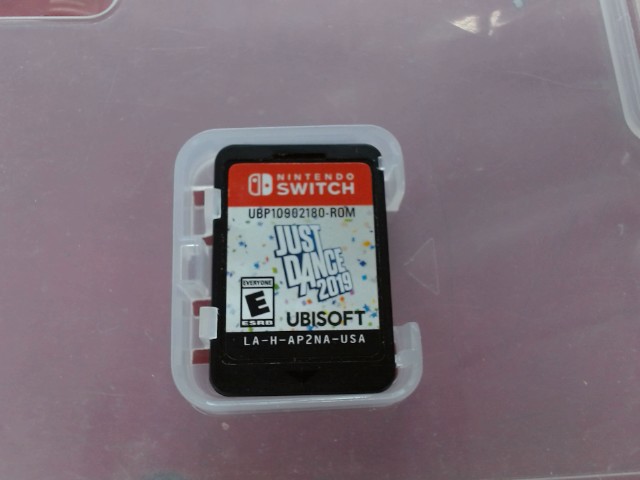 NINTENDO
SWITCH
UBP10902180-ROM
JUST
DANCE
2019
EVERYONE
E
ESRB
UBISOFT
LA-H-AP2NA-USA